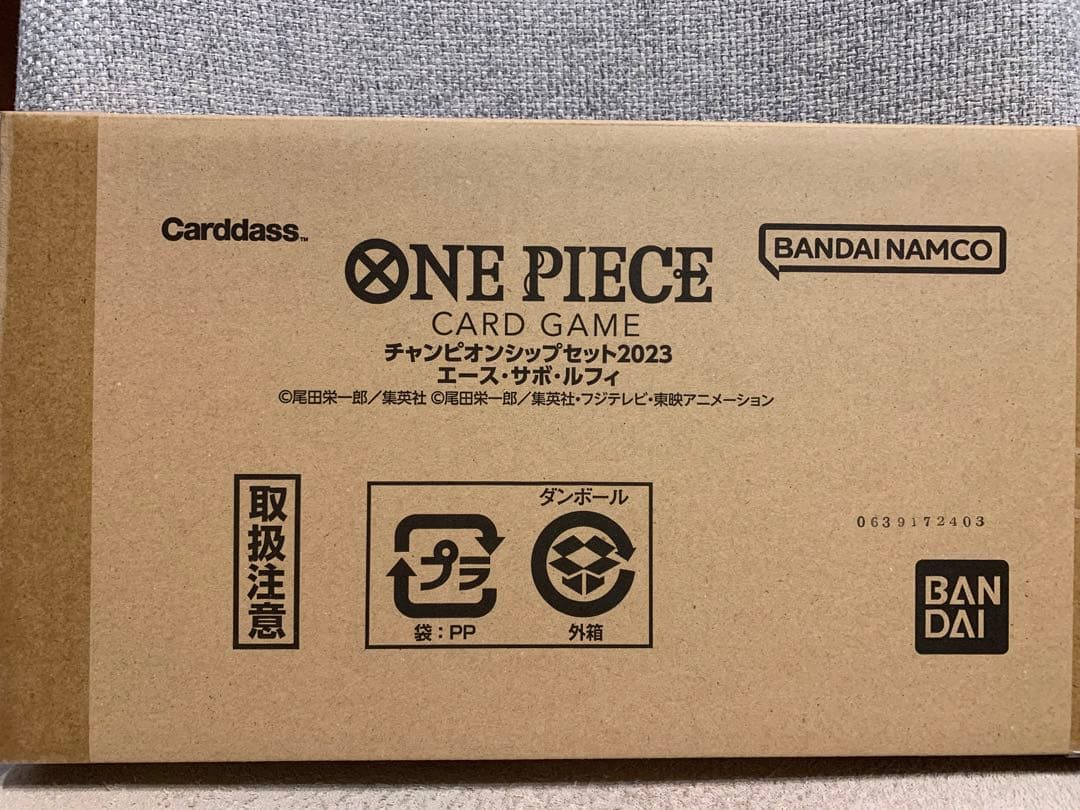 Carddass™
BANDAI NAMCO
ONE PIECE
CARD GAME
チャンピオンシップセット2023
エース・サボ・ルフィ
©尾田栄一郎／集英社 ©尾田栄一郎／集英社・フジテレビ・東映アニメーション
取扱注意
プラ
袋：PP
ダンボール
外箱
0639172403
BAN
DAI